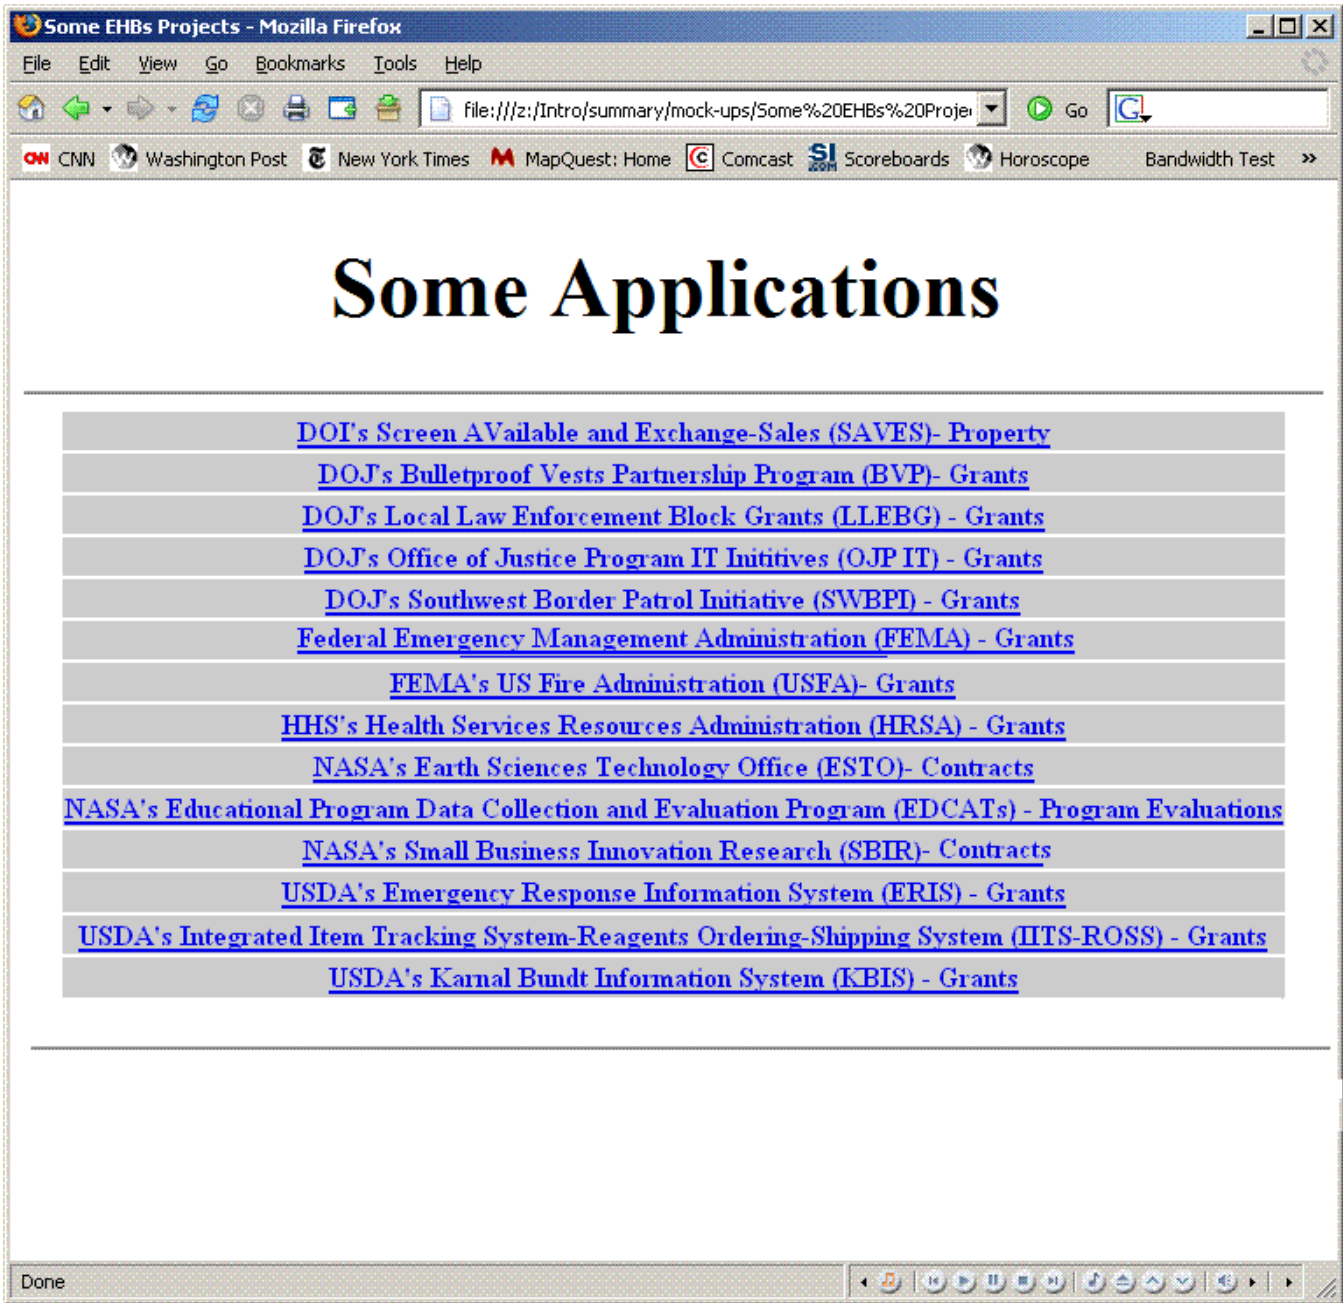 Some EHBs Projects - Mozilla Firefox
File Edit View Go Bookmarks Tools Help
file:///z:/Intro/summary/mock-ups/Some%20EHBs%20Proje Go G
CNN CNN Washington Post New York Times MapQuest: Home C Comcast SI.COM Scoreboards Horoscope Bandwidth Test »
Some Applications
DOI's Screen AVailable and Exchange-Sales (SAVES)- Property
DOJ's Bulletproof Vests Partnership Program (BVP)- Grants
DOJ's Local Law Enforcement Block Grants (LLEBG) - Grants
DOJ's Office of Justice Program IT Inititives (OJP IT) - Grants
DOJ's Southwest Border Patrol Initiative (SWBPI) - Grants
Federal Emergency Management Administration (FEMA) - Grants
FEMA's US Fire Administration (USFA)- Grants
HHS's Health Services Resources Administration (HRSA) - Grants
NASA's Earth Sciences Technology Office (ESTO)- Contracts
NASA's Educational Program Data Collection and Evaluation Program (EDCATs) - Program Evaluations
NASA's Small Business Innovation Research (SBIR)- Contracts
USDA's Emergency Response Information System (ERIS) - Grants
USDA's Integrated Item Tracking System-Reagents Ordering-Shipping System (IITS-ROSS) - Grants
USDA's Karnal Bundt Information System (KBIS) - Grants
Done